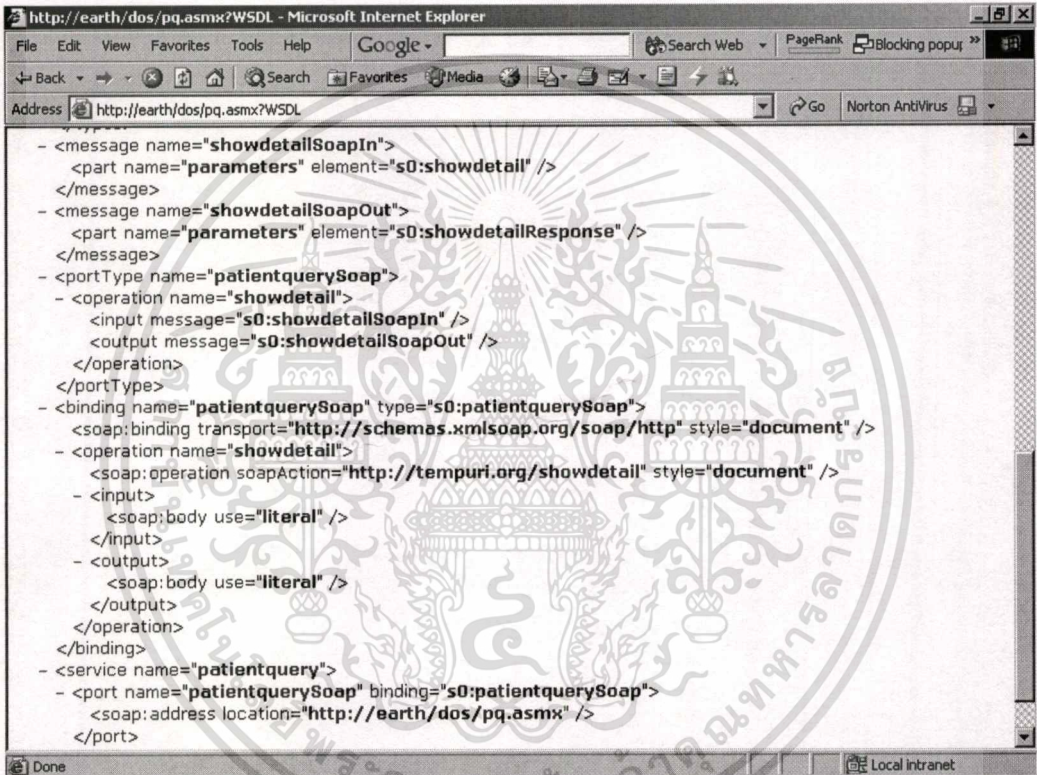 http://earth/dos/pq.asmx?WSDL - Microsoft Internet Explorer
File Edit View Favorites Tools Help Google Search Web PageRank Blocking popup »
Back Search Favorites Media
Address http://earth/dos/pq.asmx?WSDL Go Norton AntiVirus
- <message name="showdetailSoapIn">
<part name="parameters" element="s0:showdetail" />
</message>
- <message name="showdetailSoapOut">
<part name="parameters" element="s0:showdetailResponse" />
</message>
- <portType name="patientquerySoap">
- <operation name="showdetail">
<input message="s0:showdetailSoapIn" />
<output message="s0:showdetailSoapOut" />
</operation>
</portType>
- <binding name="patientquerySoap" type="s0:patientquerySoap">
<soap:binding transport="http://schemas.xmlsoap.org/soap/http" style="document" />
- <operation name="showdetail">
<soap:operation soapAction="http://tempuri.org/showdetail" style="document" />
- <input>
<soap:body use="literal" />
</input>
- <output>
<soap:body use="literal" />
</output>
</operation>
</binding>
- <service name="patientquery">
- <port name="patientquerySoap" binding="s0:patientquerySoap">
<soap:address location="http://earth/dos/pq.asmx" />
</port>
Done Local intranet